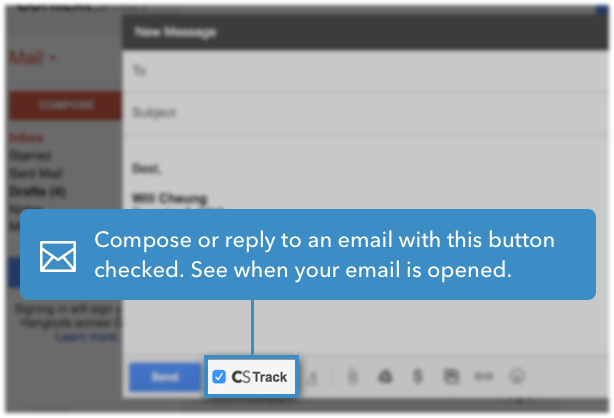 New Message
Mail
To
COMPOSE
Subject
Inbox
Starred
Sent Mail
Drafts (4)
Best,
Will Cheung
Compose or reply to an email with this button
checked. See when your email is opened.
Signing in will sign
Hangouts across
Learn more
Send
CS Track